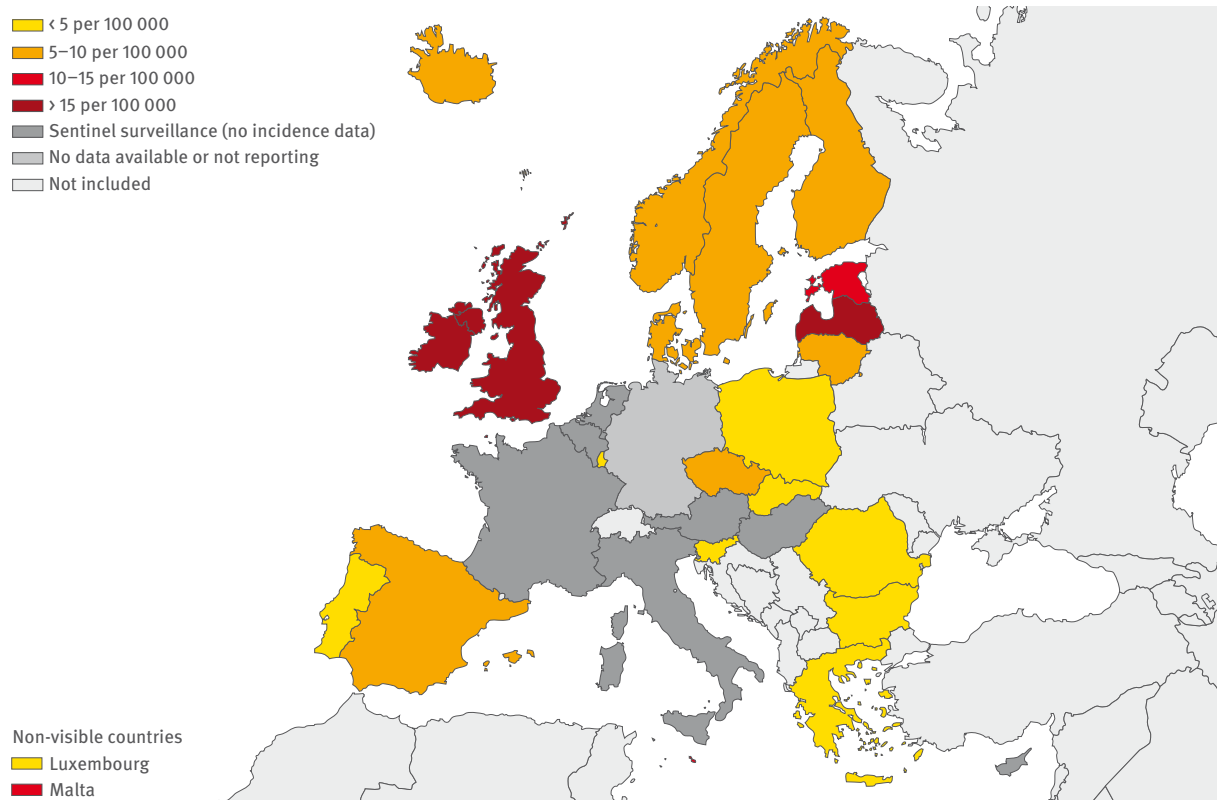 < 5 per 100 000
5–10 per 100 000
10–15 per 100 000
> 15 per 100 000
Sentinel surveillance (no incidence data)
No data available or not reporting
Not included
Non-visible countries
Luxembourg
Malta